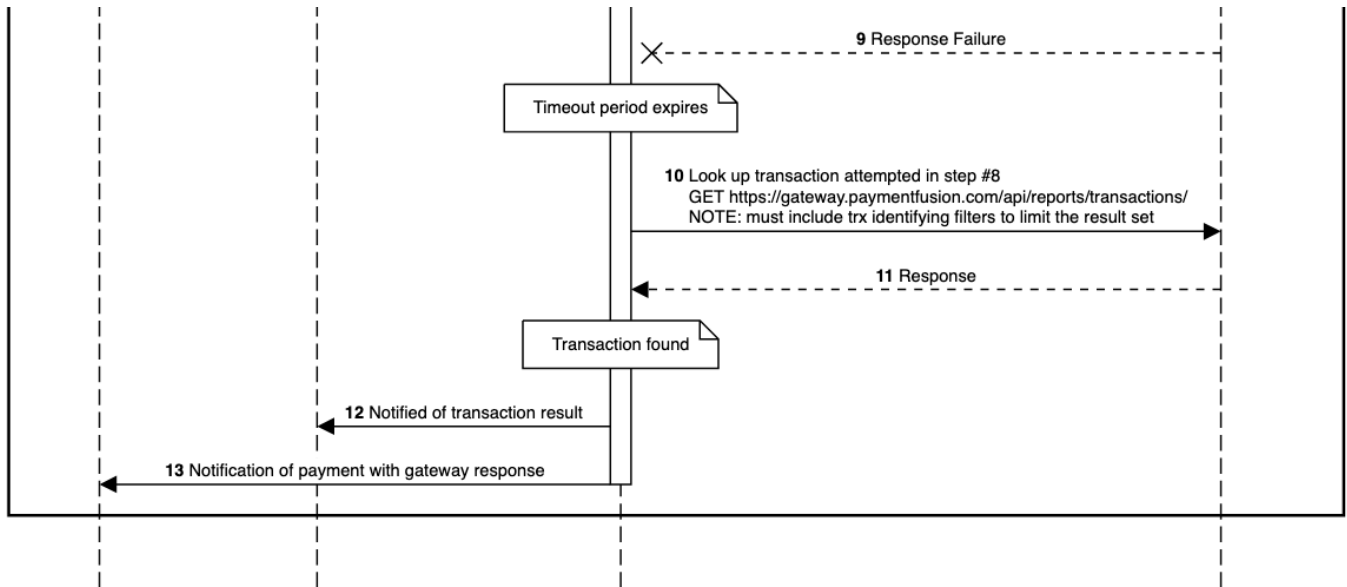 9 Response Failure
Timeout period expires
10 Look up transaction attempted in step #8
GET https://gateway.paymentfusion.com/api/reports/transactions/
NOTE: must include trx identifying filters to limit the result set
11 Response
Transaction found
12 Notified of transaction result
13 Notification of payment with gateway response